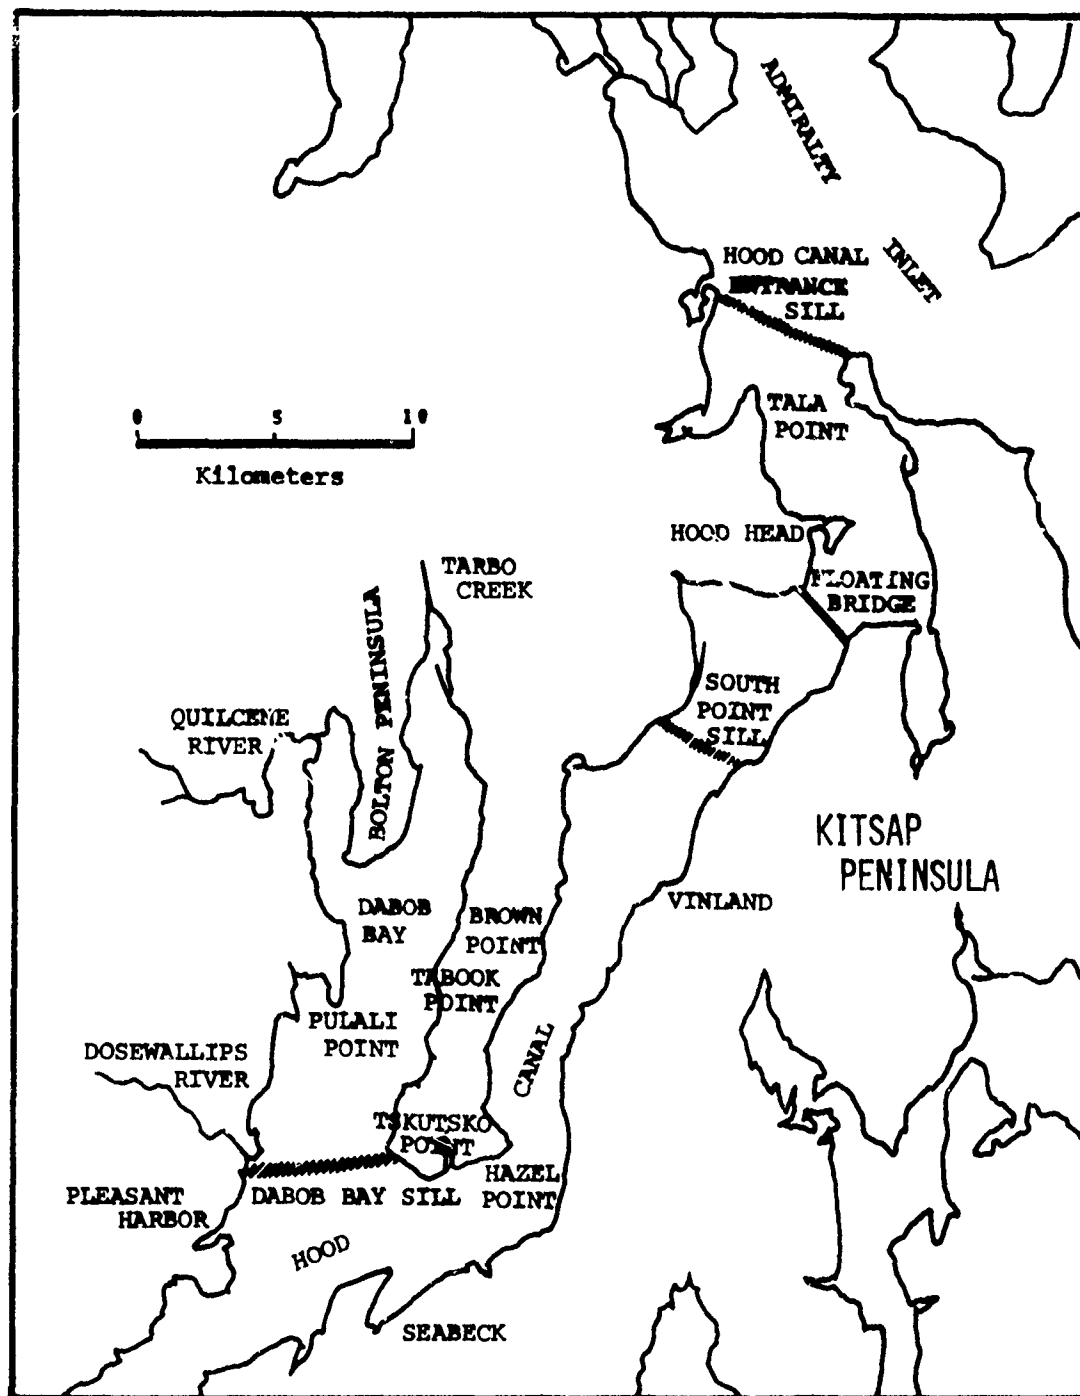 ADMIRALTY
INLET
HOOD CANAL
ENTRANCE
SILL
0 5 10
Kilometers
TALA
POINT
HOOD HEAD
FLOATING
BRIDGE
TARBO
CREEK
BOLTON PENINSULA
SOUTH
POINT
SILL
QUILCENE
RIVER
KITSAP
PENINSULA
VINLAND
DABOB
BAY
BROWN
POINT
TABOOK
POINT
PULALI
POINT
CANAL
DOSEWALLIPS
RIVER
TSKUTSKO
POINT
HAZEL
POINT
DABOB BAY SILL
PLEASANT
HARBOR
HOOD
SEABECK